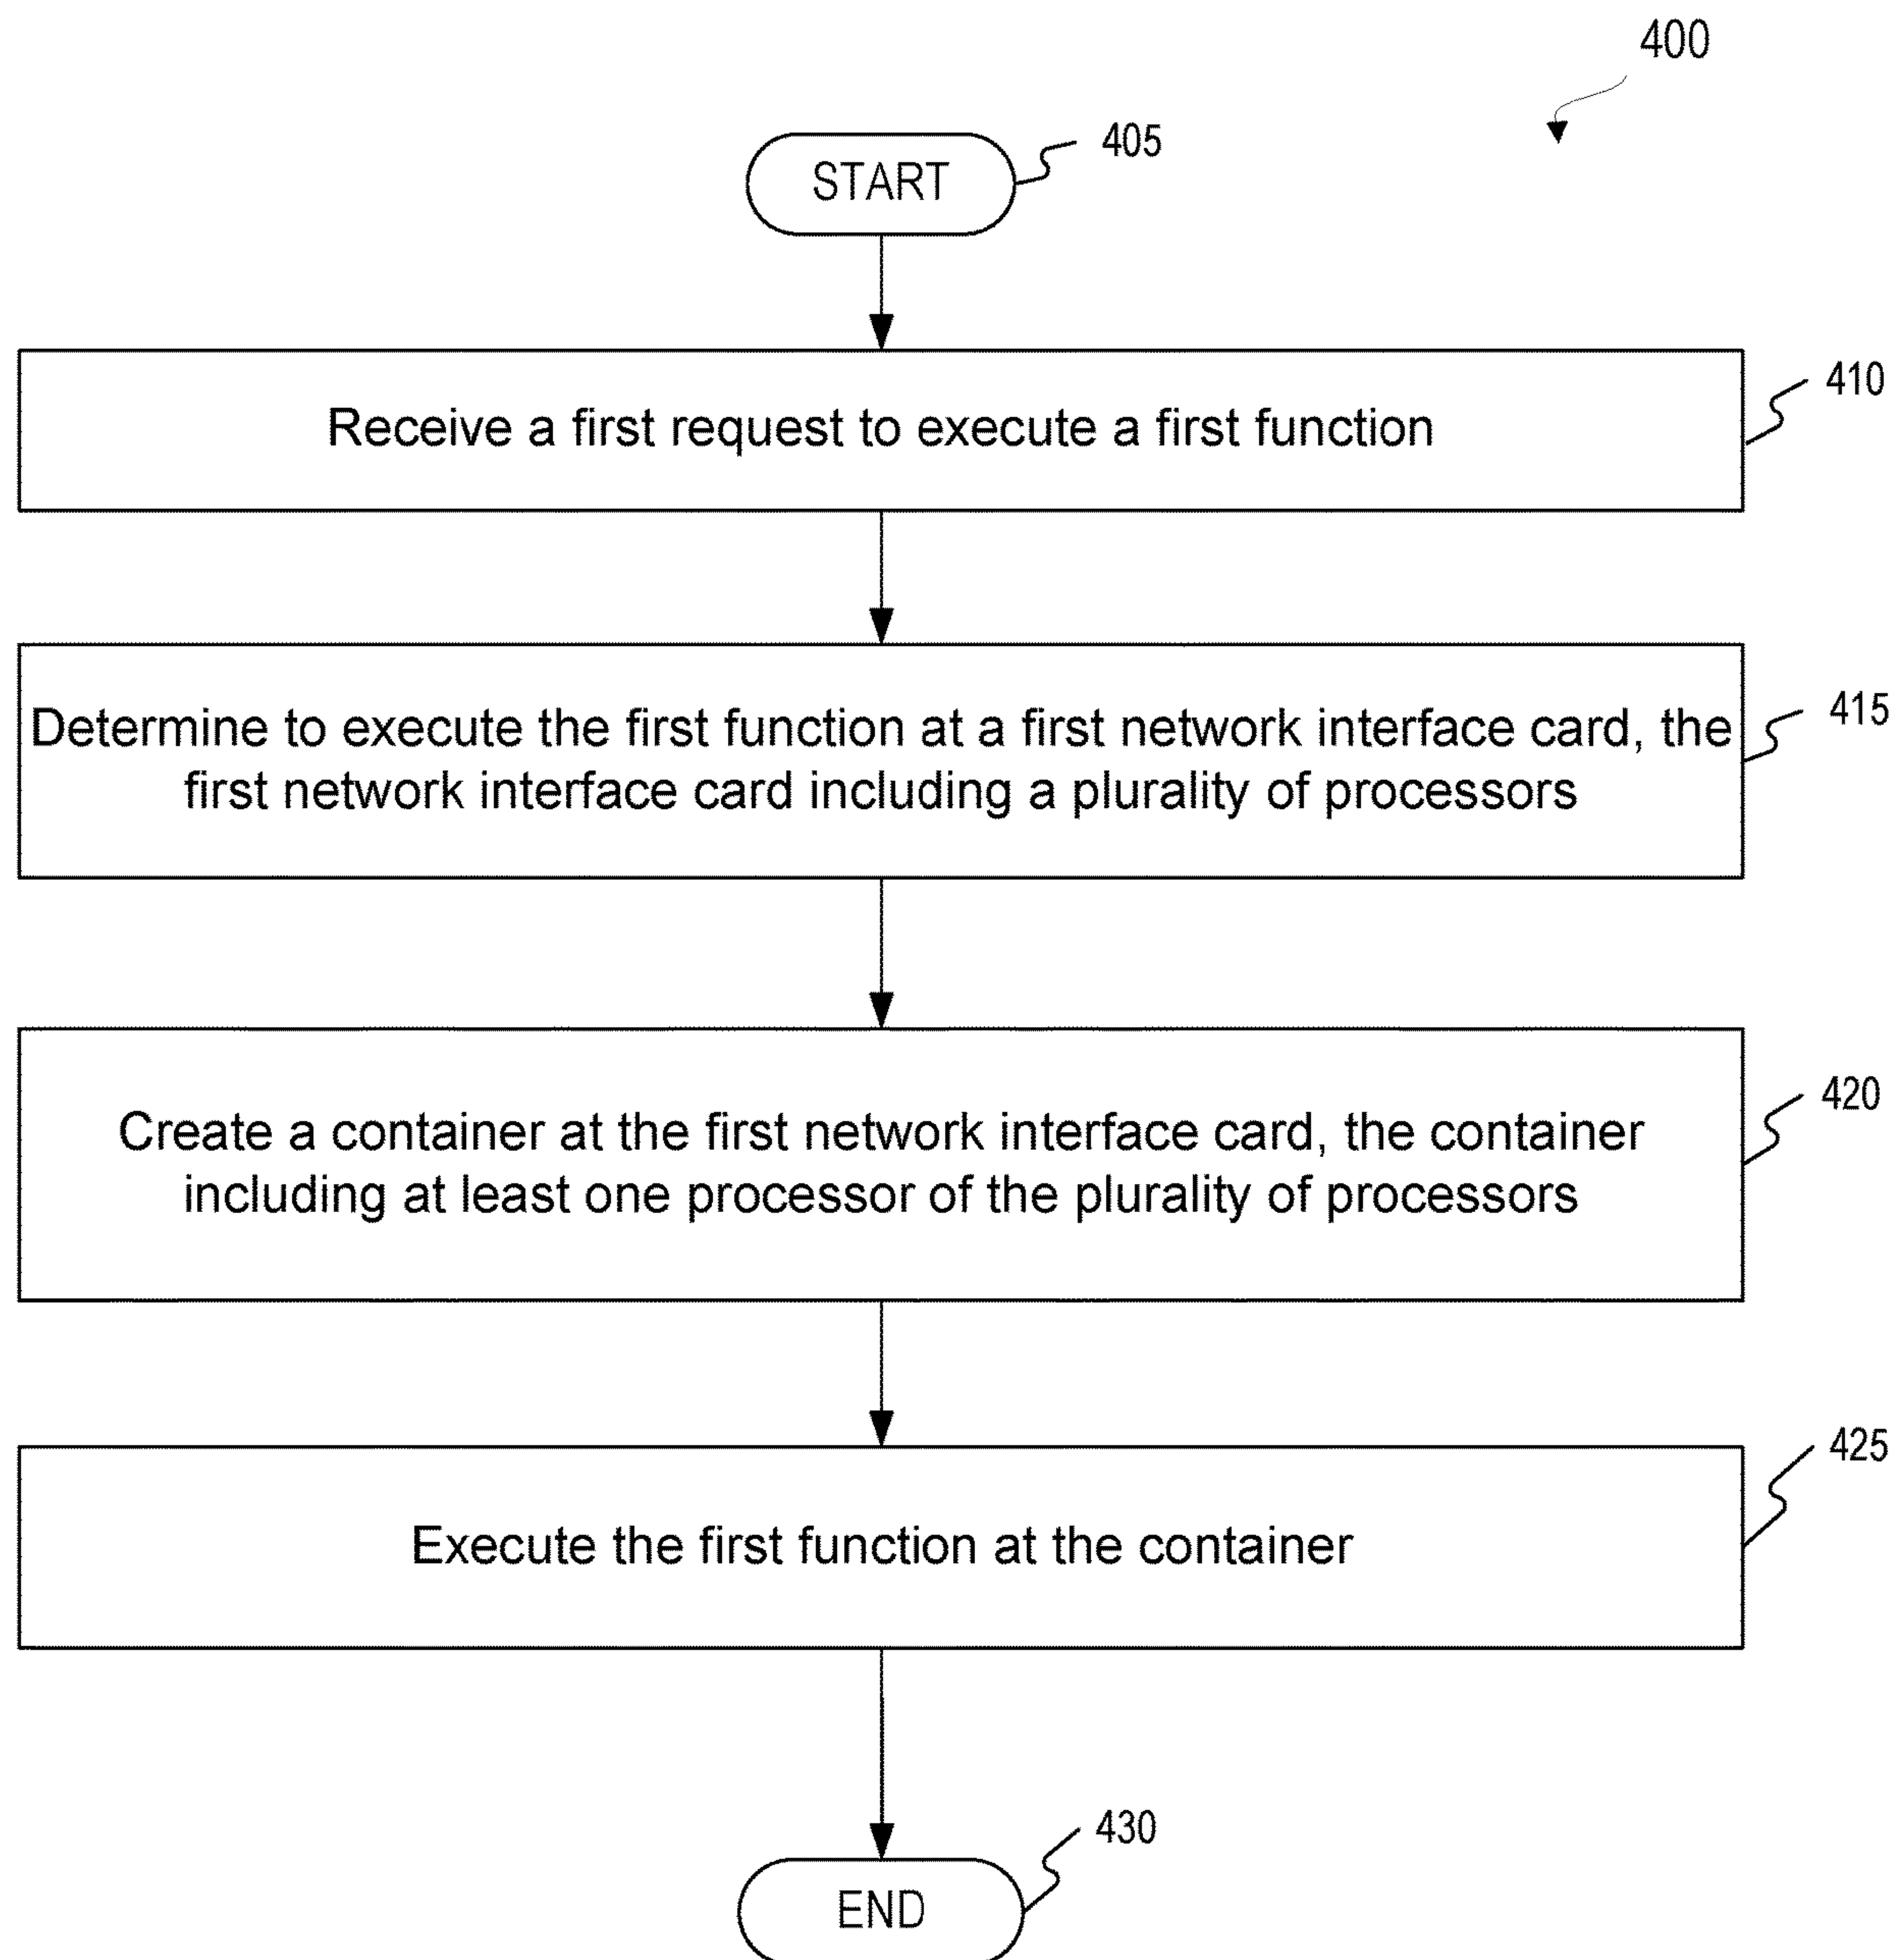 400
START
405
Receive a first request to execute a first function
410
Determine to execute the first function at a first network interface card, the
first network interface card including a plurality of processors
415
Create a container at the first network interface card, the container
including at least one processor of the plurality of processors
420
Execute the first function at the container
425
END
430